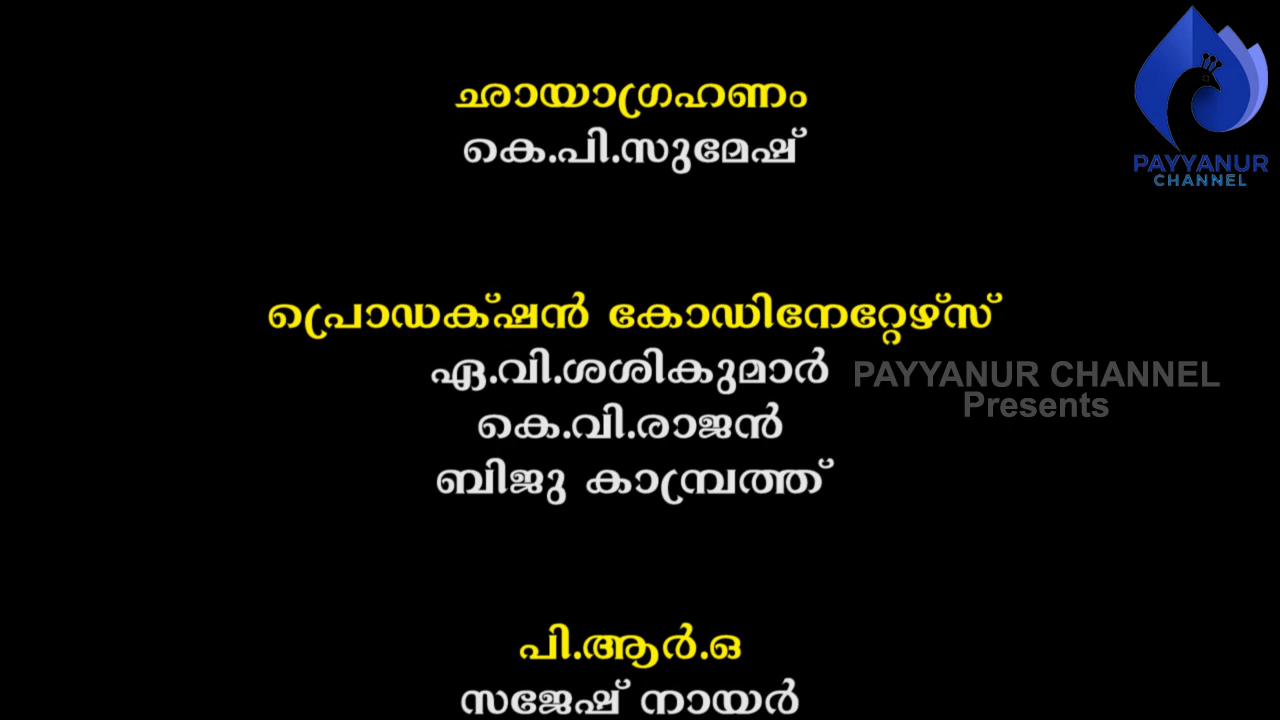 ഛായാഗ്രഹണം
കെ.പി.സുമേഷ്
PAYYANUR
CHANNEL
പ്രൊഡക്ഷൻ കോഡിനേറ്റേഴ്സ്
ഏ.വി.ശശികുമാർ
കെ.വി.രാജൻ
ബിജു കാമ്പ്രത്ത്
PAYYANUR CHANNEL
Presents
പി.ആർ.ഒ
സജേഷ് നായർ